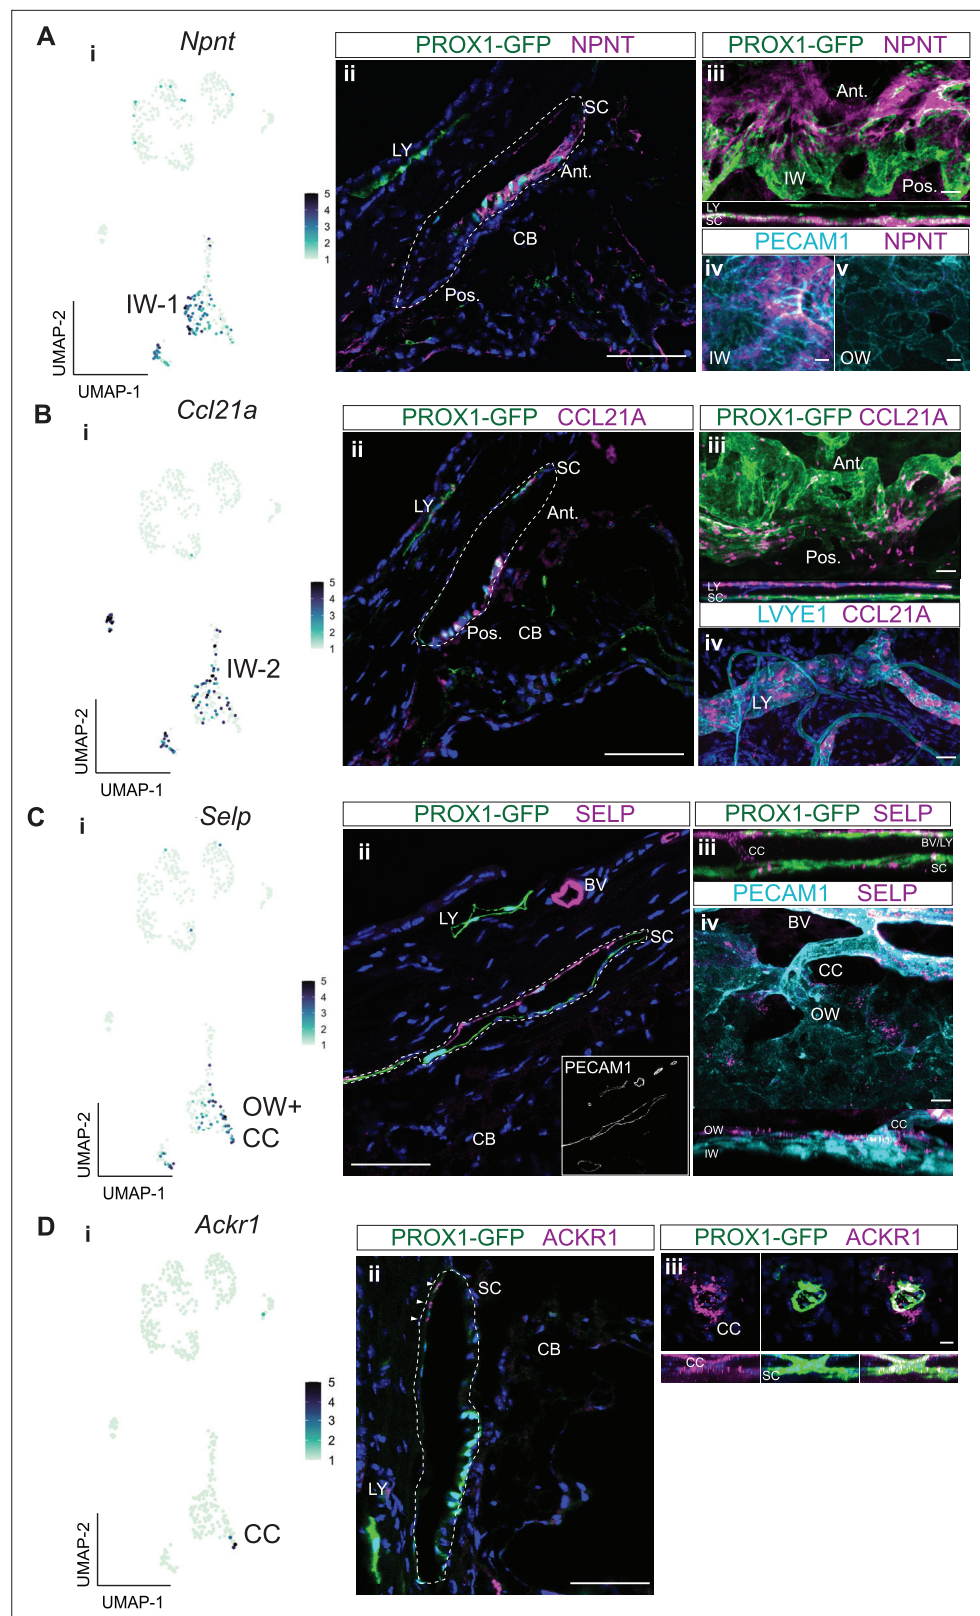 A
i
Npnt
5
4
3
2
1
IW-1
UMAP-2
UMAP-1
PROX1-GFP NPNT
ii
SC
LY
Ant.
CB
Pos.
PROX1-GFP NPNT
iii
Ant.
IW
Pos.
LY
SC
PECAM1 NPNT
iv
IW
v
OW
B
i
Ccl21a
5
4
3
2
1
IW-2
UMAP-2
UMAP-1
PROX1-GFP CCL21A
ii
SC
LY
Ant.
Pos.
CB
PROX1-GFP CCL21A
iii
Ant.
Pos.
LY
SC
LVYE1 CCL21A
iv
LY
C
i
Selp
5
4
3
2
1
OW+
CC
UMAP-2
UMAP-1
PROX1-GFP SELP
ii
BV
LY
SC
PECAM1
CB
PROX1-GFP SELP
iii
CC
BV/LY
SC
PECAM1 SELP
iv
BV
CC
OW
OW
CC
IW
D
i
Ackr1
5
4
3
2
1
CC
UMAP-2
UMAP-1
PROX1-GFP ACKR1
ii
SC
CB
LY
PROX1-GFP ACKR1
iii
CC
CC
SC